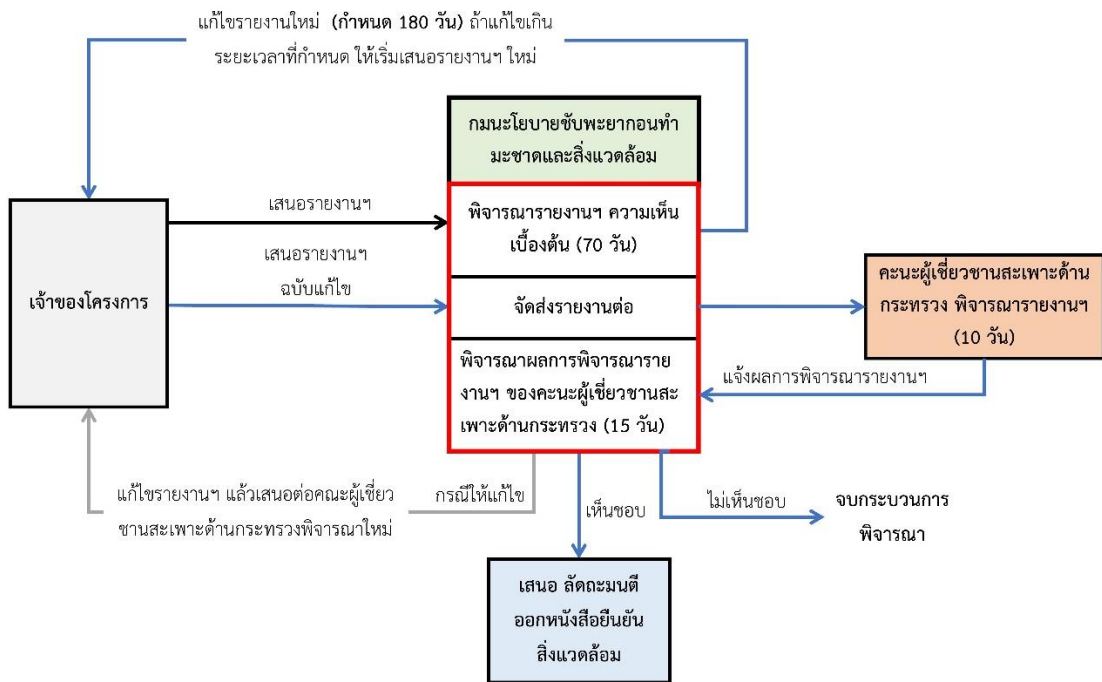 แก้ไขรายงานใหม่ (กำหนด 180 วัน) ถ้าแก้ไขเกิน
ระยะเวลาที่กำหนด ให้เริ่มเสนอรายงานฯ ใหม่
กมนะโยบายชับพะยากอนทำ
มะชาดและสิ่งแวดล้อม
เสนอรายงานฯ
พิจารณารายงานฯ ความเห็น
เบื้องต้น (70 วัน)
เสนอรายงานฯ
ฉบับแก้ไข
เจ้าของโครงการ
จัดส่งรายงานต่อ
คะนะผู้เชี่ยวชานสะเพาะด้าน
กระทรวง พิจารณารายงานฯ
(10 วัน)
พิจารณาผลการพิจารณาราย
งานฯ ของคะนะผู้เชี่ยวชานสะ
เพาะด้านกระทรวง (15 วัน)
แจ้งผลการพิจารณารายงานฯ
แก้ไขรายงานฯ แล้วเสนอต่อคณะผู้เชี่ยว
ชานสะเพาะด้านกระทรวงพิจารณาใหม่
กรณีให้แก้ไข
เห็นชอบ
ไม่เห็นชอบ
จบกระบวนการ
พิจารณา
เสนอ ลัดถะมนตี
ออกหนังสือยืนยัน
สิ่งแวดล้อม